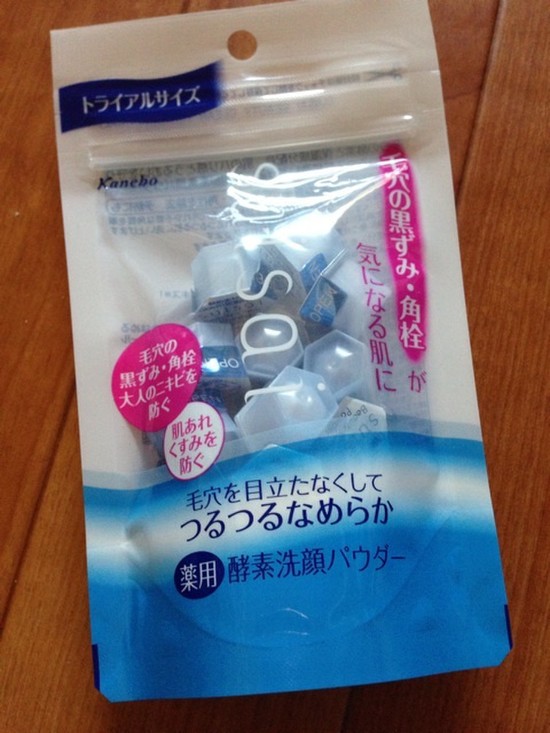 トライアルサイズ
Kanebo
毛穴の黒ずみ・角栓が
気になる肌に
OPEN
毛穴の
黒ずみ・角栓
大人のニキビを
防ぐ
OPEN
肌あれ
くすみを
防ぐ
毛穴を目立たなくして
つるつるなめらか
薬用 酵素洗顔パウダー